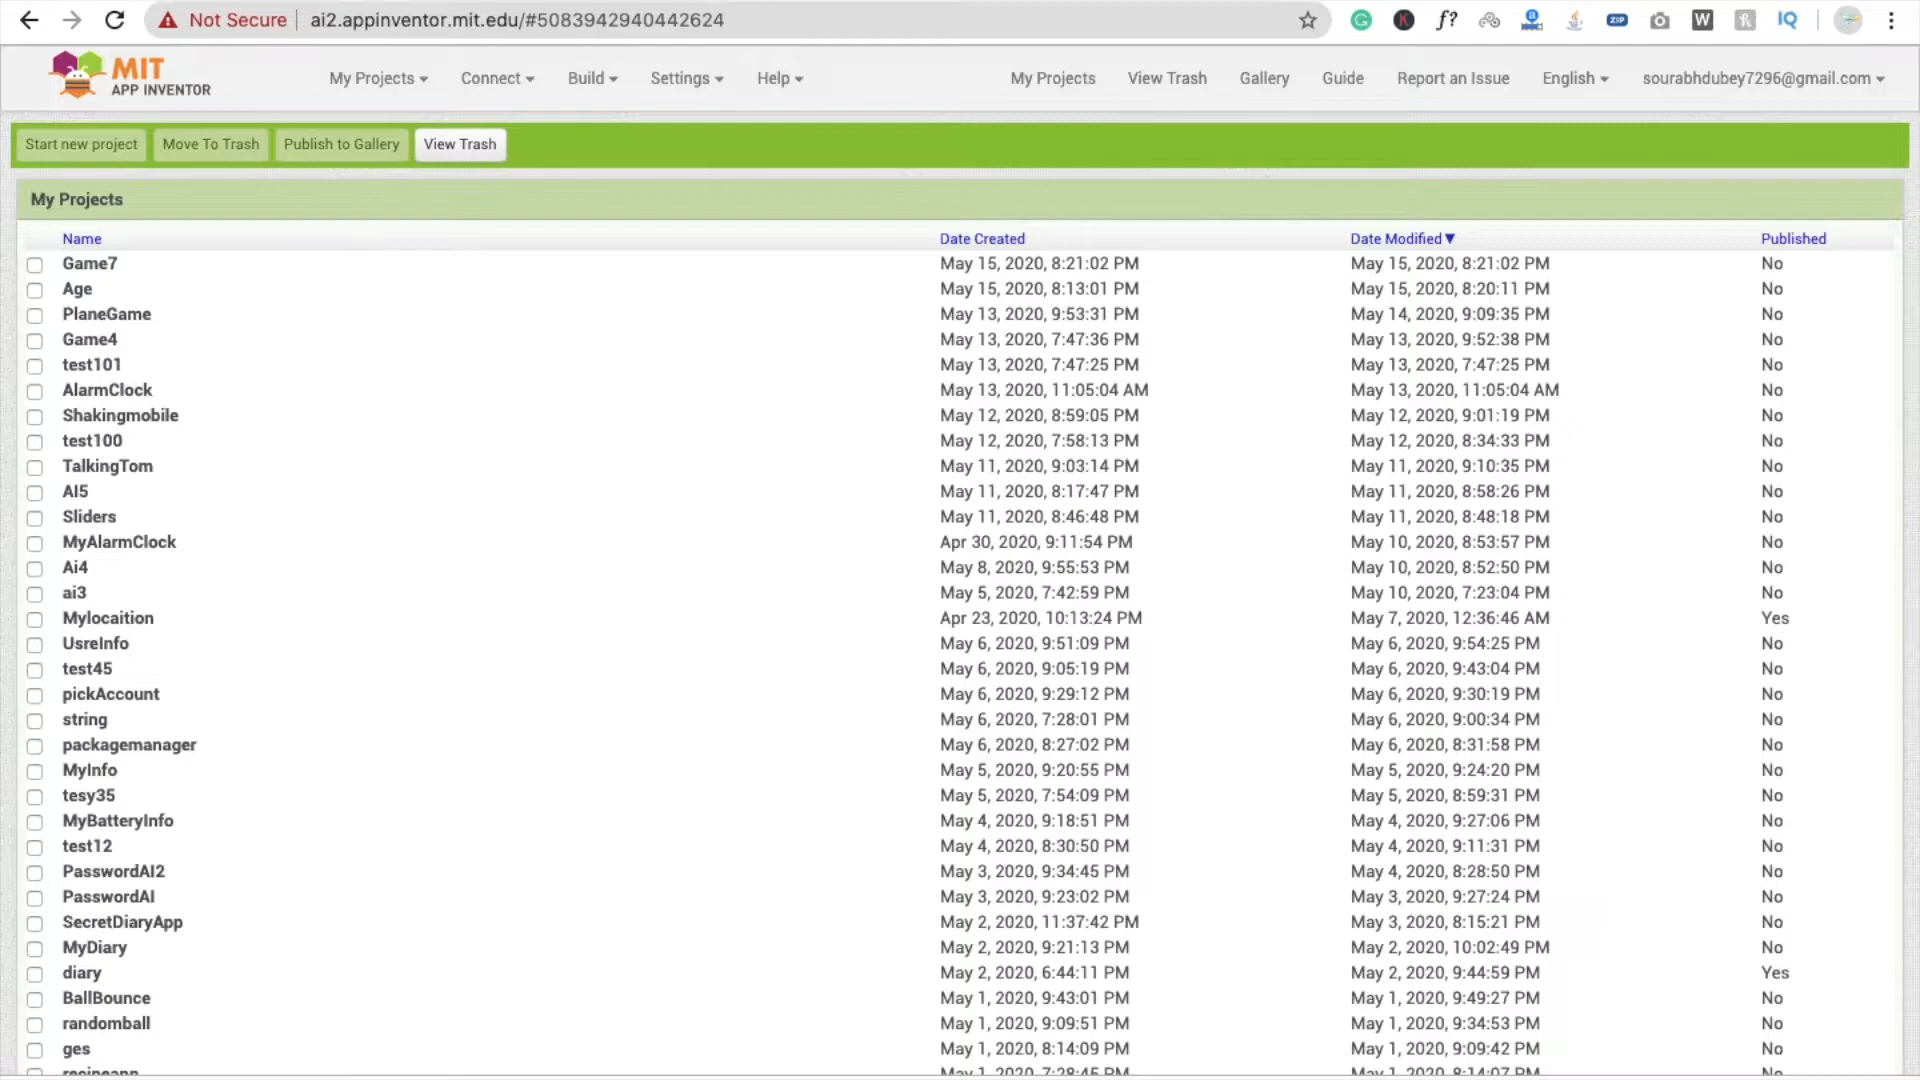 Not Secure ai2.appinventor.mit.edu/#5083942940442624
MIT
APP INVENTOR
My Projects Connect Build Settings Help My Projects View Trash Gallery Guide Report an Issue English sourabhdubey7296@gmail.com
Start new project Move To Trash Publish to Gallery View Trash
My Projects
Name Date Created Date Modified Published
Game7 May 15, 2020, 8:21:02 PM May 15, 2020, 8:21:02 PM No
Age May 15, 2020, 8:13:01 PM May 15, 2020, 8:20:11 PM No
PlaneGame May 13, 2020, 9:53:31 PM May 14, 2020, 9:09:35 PM No
Game4 May 13, 2020, 7:47:36 PM May 13, 2020, 9:52:38 PM No
test101 May 13, 2020, 7:47:25 PM May 13, 2020, 7:47:25 PM No
AlarmClock May 13, 2020, 11:05:04 AM May 13, 2020, 11:05:04 AM No
Shakingmobile May 12, 2020, 8:59:05 PM May 12, 2020, 9:01:19 PM No
test100 May 12, 2020, 7:58:13 PM May 12, 2020, 8:34:33 PM No
TalkingTom May 11, 2020, 9:03:14 PM May 11, 2020, 9:10:35 PM No
AI5 May 11, 2020, 8:17:47 PM May 11, 2020, 8:58:26 PM No
Sliders May 11, 2020, 8:46:48 PM May 11, 2020, 8:48:18 PM No
MyAlarmClock Apr 30, 2020, 9:11:54 PM May 10, 2020, 8:53:57 PM No
Ai4 May 8, 2020, 9:55:53 PM May 10, 2020, 8:52:50 PM No
ai3 May 5, 2020, 7:42:59 PM May 10, 2020, 7:23:04 PM No
Mylocaition Apr 23, 2020, 10:13:24 PM May 7, 2020, 12:36:46 AM Yes
UsreInfo May 6, 2020, 9:51:09 PM May 6, 2020, 9:54:25 PM No
test45 May 6, 2020, 9:05:19 PM May 6, 2020, 9:43:04 PM No
pickAccount May 6, 2020, 9:29:12 PM May 6, 2020, 9:30:19 PM No
string May 6, 2020, 7:28:01 PM May 6, 2020, 9:00:34 PM No
packagemanager May 6, 2020, 8:27:02 PM May 6, 2020, 8:31:58 PM No
MyInfo May 5, 2020, 9:20:55 PM May 5, 2020, 9:24:20 PM No
tesy35 May 5, 2020, 7:54:09 PM May 5, 2020, 8:59:31 PM No
MyBatteryInfo May 4, 2020, 9:18:51 PM May 4, 2020, 9:27:06 PM No
test12 May 4, 2020, 8:30:50 PM May 4, 2020, 9:11:31 PM No
PasswordAI2 May 3, 2020, 9:34:45 PM May 4, 2020, 8:28:50 PM No
PasswordAI May 3, 2020, 9:23:02 PM May 3, 2020, 9:27:24 PM No
SecretDiaryApp May 2, 2020, 11:37:42 PM May 3, 2020, 8:15:21 PM No
MyDiary May 2, 2020, 9:21:13 PM May 2, 2020, 10:02:49 PM No
diary May 2, 2020, 6:44:11 PM May 2, 2020, 9:44:59 PM Yes
BallBounce May 1, 2020, 9:43:01 PM May 1, 2020, 9:49:27 PM No
randomball May 1, 2020, 9:09:51 PM May 1, 2020, 9:34:53 PM No
ges May 1, 2020, 8:14:09 PM May 1, 2020, 9:09:42 PM No
recipeapp May 1, 2020, 7:28:45 PM May 1, 2020, 8:14:07 PM No